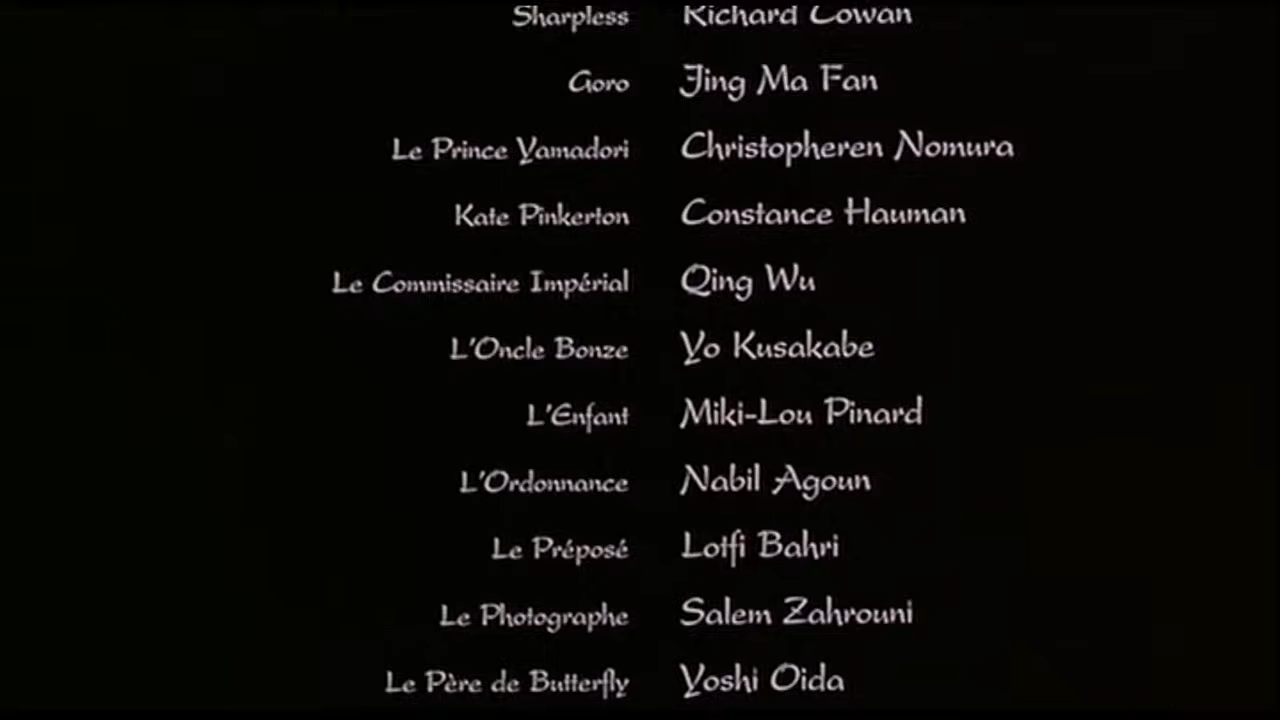 Sharpless Richard Cowan
Goro Jing Ma Fan
Le Prince Yamadori Christopheren Nomura
Kate Pinkerton Constance Hauman
Le Commissaire Impérial Qing Wu
L'Oncle Bonze Yo Kusakabe
L'Enfant Miki-Lou Pinard
L'Ordonnance Nabil Agoun
Le Préposé Lotfi Bahri
Le Photographe Salem Zahrouni
Le Père de Butterfly Yoshi Oida